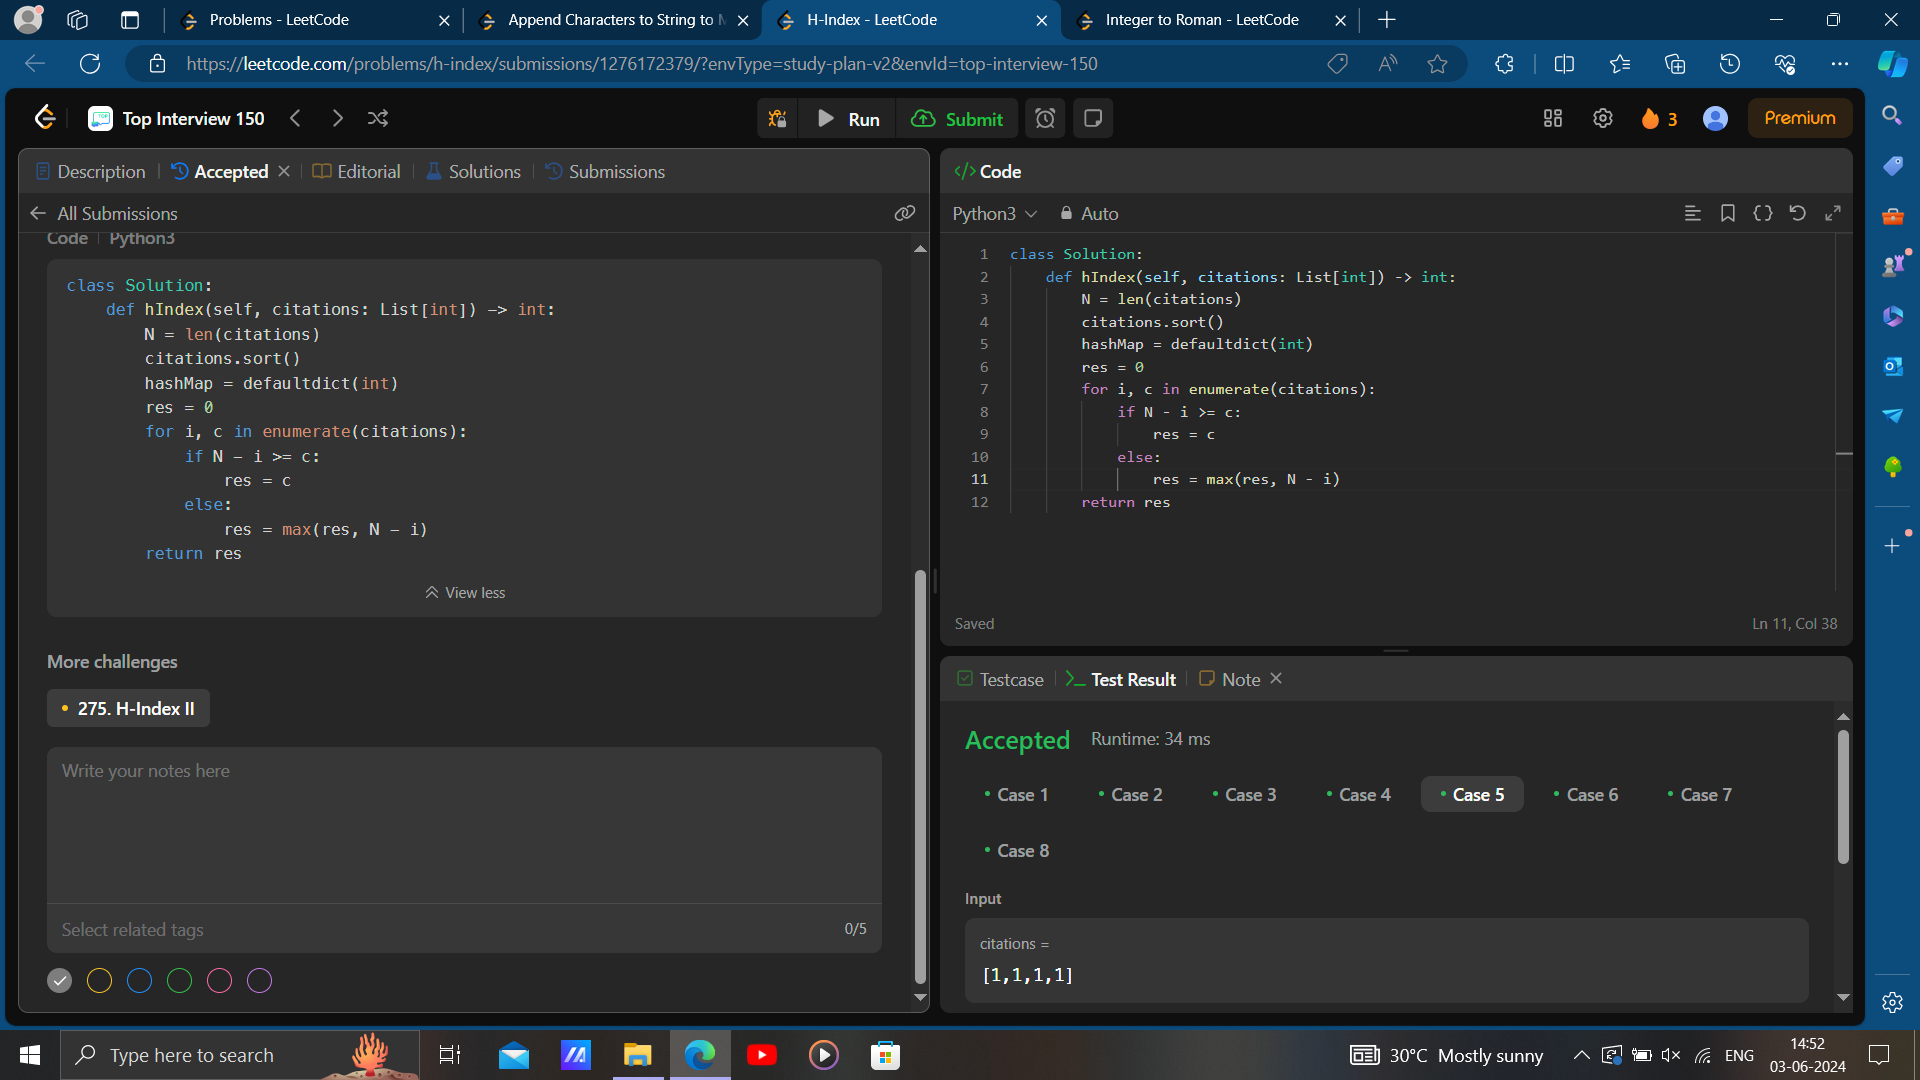 Problems - LeetCode
Append Characters to String to M
H-Index - LeetCode
Integer to Roman - LeetCode
https://leetcode.com/problems/h-index/submissions/1276172379/?envType=study-plan-v2&envId=top-interview-150
Top Interview 150
Run
Submit
3
Premium
Description
Accepted
Editorial
Solutions
Submissions
All Submissions
Code
Python3
class Solution:
def hIndex(self, citations: List[int]) -> int:
N = len(citations)
citations.sort()
hashMap = defaultdict(int)
res = 0
for i, c in enumerate(citations):
if N - i >= c:
res = c
else:
res = max(res, N - i)
return res
View less
More challenges
275. H-Index II
Write your notes here
Select related tags
0/5
</> Code
Python3
Auto
1 class Solution:
2 def hIndex(self, citations: List[int]) -> int:
3 N = len(citations)
4 citations.sort()
5 hashMap = defaultdict(int)
6 res = 0
7 for i, c in enumerate(citations):
8 if N - i >= c:
9 res = c
10 else:
11 res = max(res, N - i)
12 return res
Saved
Ln 11, Col 38
Testcase
Test Result
Note
Accepted
Runtime: 34 ms
Case 1
Case 2
Case 3
Case 4
Case 5
Case 6
Case 7
Case 8
Input
citations =
[1,1,1,1]
Type here to search
30°C Mostly sunny
ENG
14:52
03-06-2024